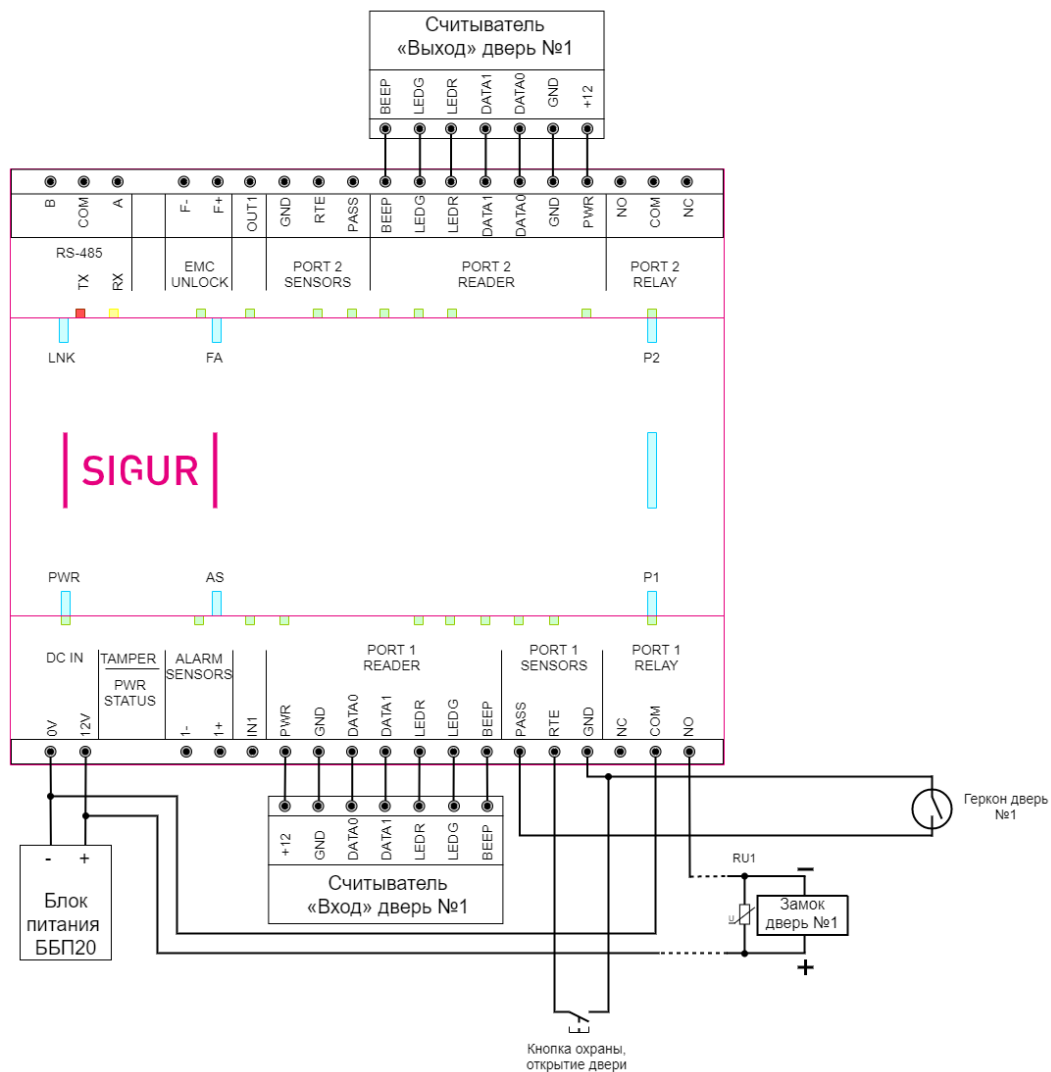 Считыватель
«Выход» дверь №1
BEEP
LEDG
LEDR
DATA1
DATA0
GND
+12
B
COM
A
F-
F+
OUT1
GND
RTE
PASS
BEEP
LEDG
LEDR
DATA1
DATA0
GND
PWR
NO
COM
NC
RS-485
TX
RX
EMC
UNLOCK
PORT 2
SENSORS
PORT 2
READER
PORT 2
RELAY
LNK
FA
P2
SIGUR
PWR
AS
P1
DC IN
TAMPER
PWR
STATUS
ALARM
SENSORS
PORT 1
READER
PORT 1
SENSORS
PORT 1
RELAY
0V
12V
1-
1+
IN1
PWR
GND
DATA0
DATA1
LEDR
LEDG
BEEP
PASS
RTE
GND
NC
COM
NO
+12
GND
DATA0
DATA1
LEDR
LEDG
BEEP
Считыватель
«Вход» дверь №1
- +
Блок
питания
ББП20
Геркон дверь
№1
RU1
U
−
Замок
дверь №1
+
Кнопка охраны,
открытие двери